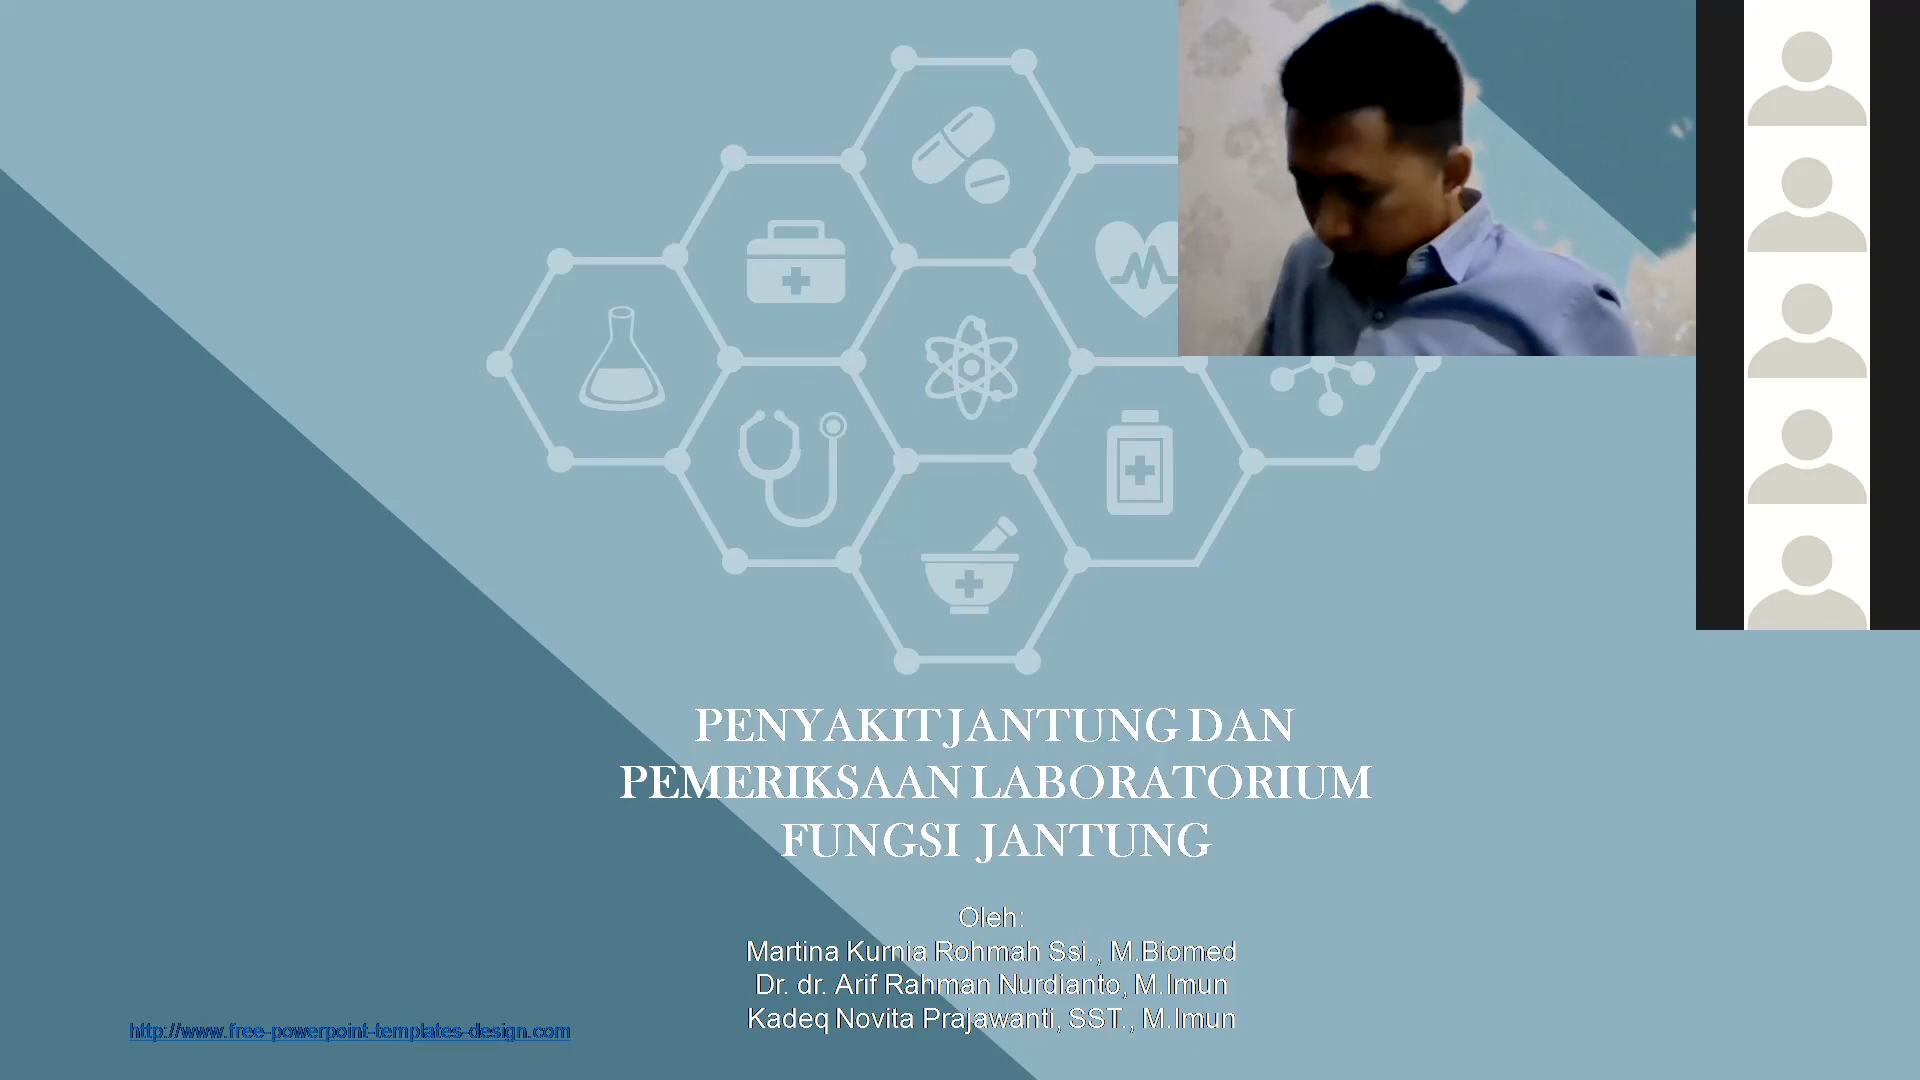 PENYAKIT JANTUNG DAN
PEMERIKSAAN LABORATORIUM
FUNGSI JANTUNG
Oleh:
Martina Kurnia Rohmah Ssi., M.Biomed
Dr. dr. Arif Rahman Nurdianto, M.Imun
Kadeq Novita Prajawanti, SST., M.Imun
http://www.free-powerpoint-templates-design.com